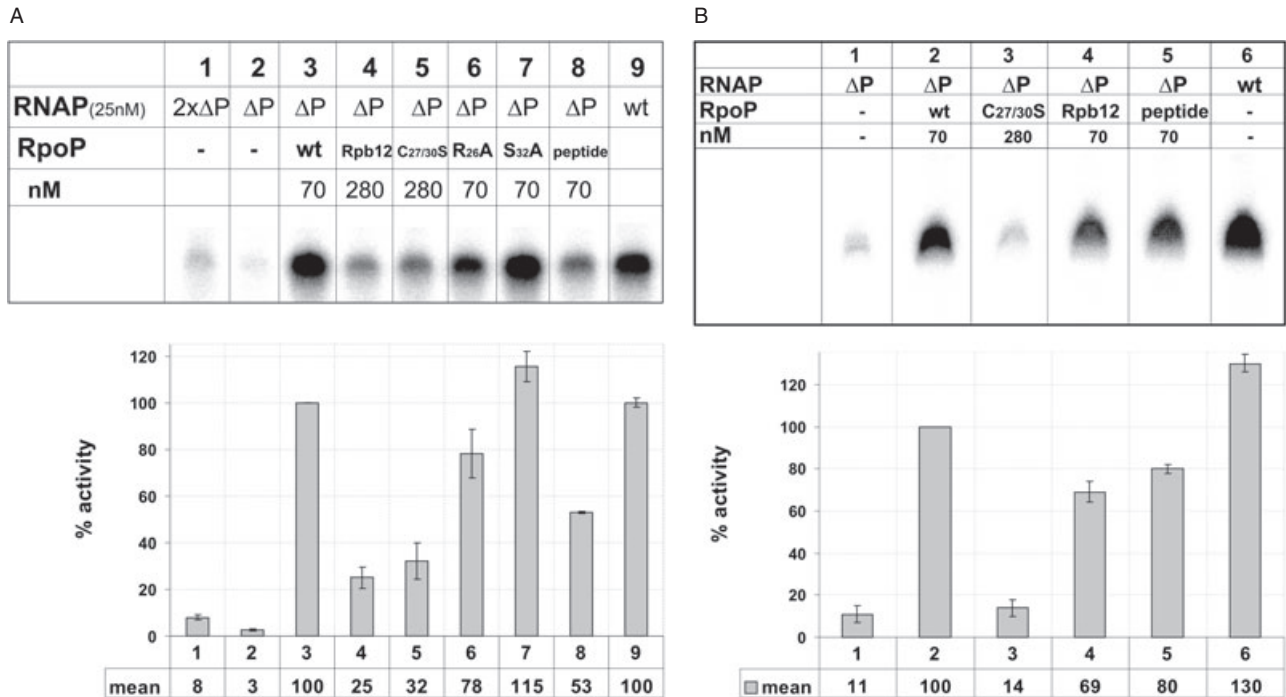 A
1 2 3 4 5 6 7 8 9
RNAP(25nM) 2xΔP ΔP ΔP ΔP ΔP ΔP ΔP ΔP wt
RpoP - - wt Rpb12 C27/30S R26A S32A peptide
nM 70 280 280 70 70 70
% activity
120
100
80
60
40
20
0
1 2 3 4 5 6 7 8 9
mean 8 3 100 25 32 78 115 53 100
B
1 2 3 4 5 6
RNAP ΔP ΔP ΔP ΔP ΔP wt
RpoP - wt C27/30S Rpb12 peptide -
nM - 70 280 70 70 -
% activity
120
100
80
60
40
20
0
1 2 3 4 5 6
mean 11 100 14 69 80 130